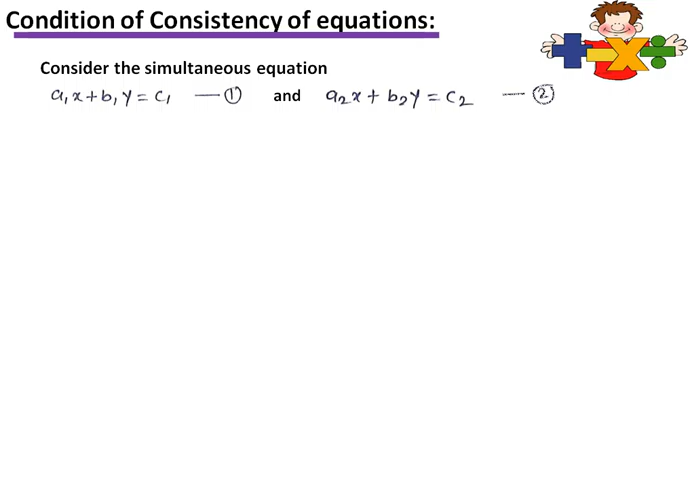 Condition of Consistency of equations:
Consider the simultaneous equation
a₁x + b₁y = c₁ — ① and a₂x + b₂y = c₂ — ②